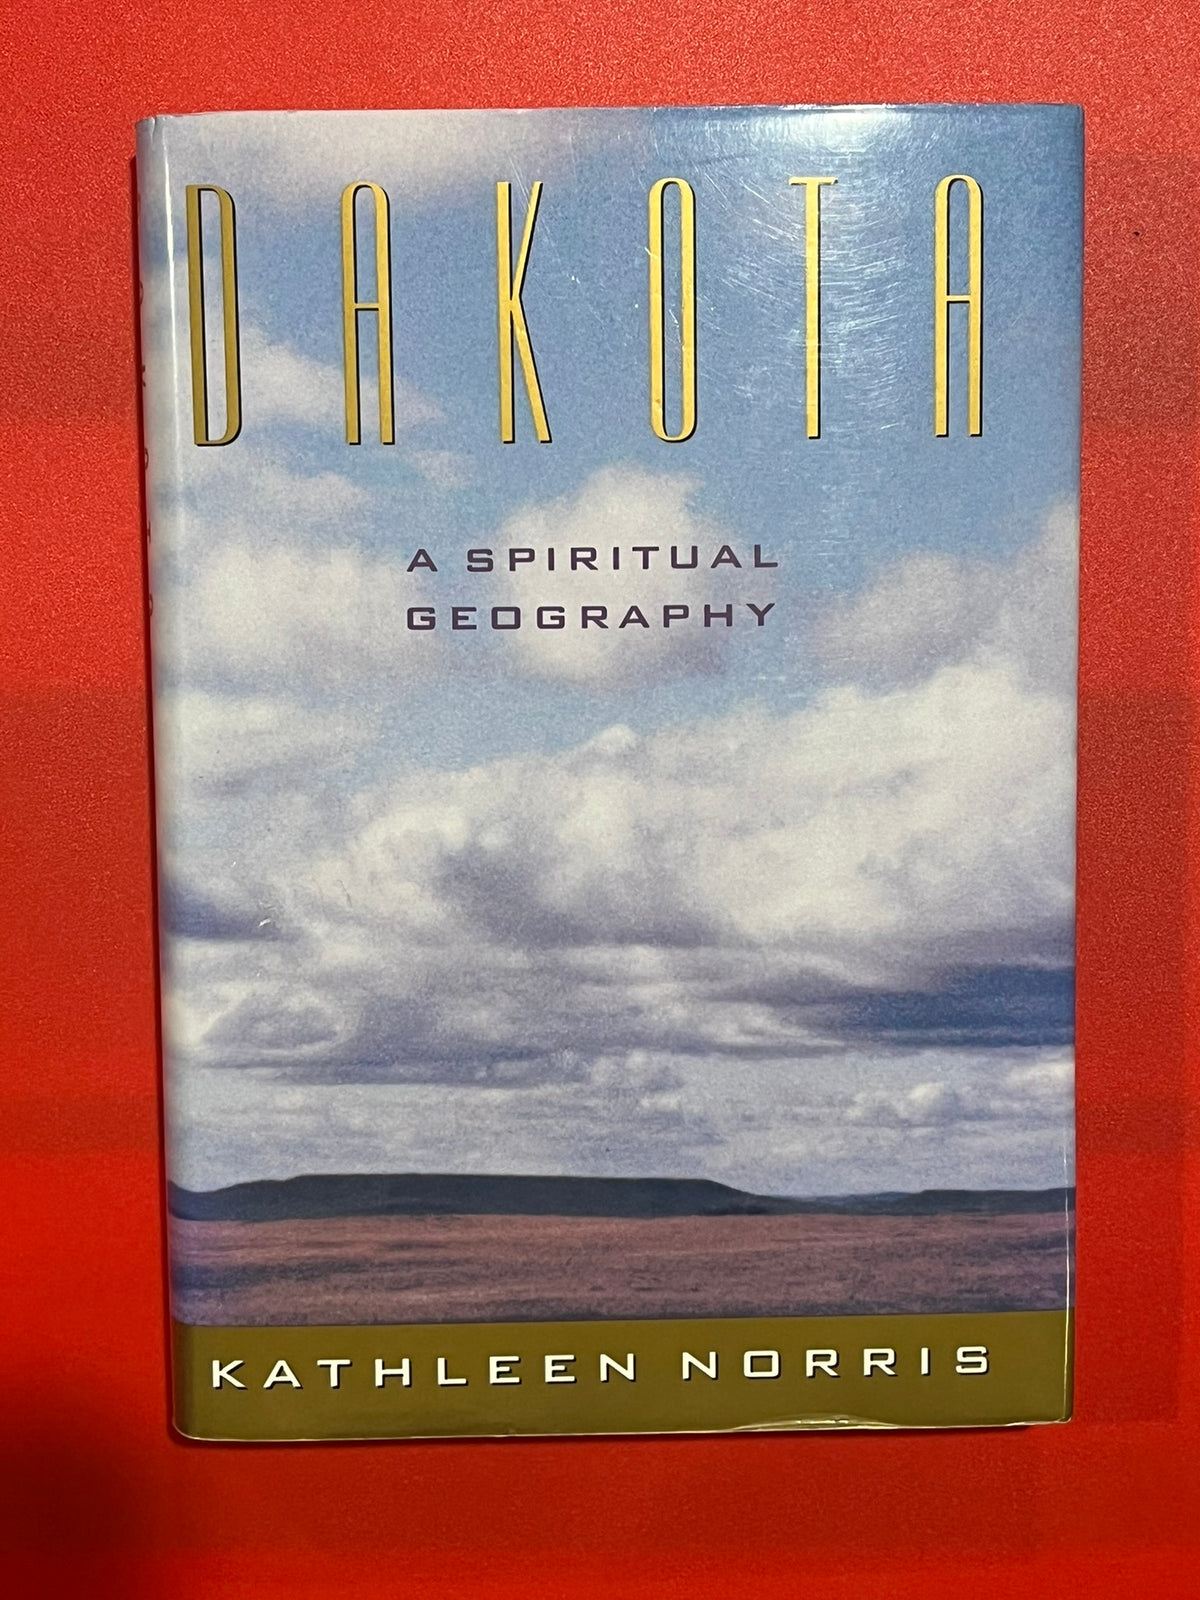 DAKOTA
A SPIRITUAL
GEOGRAPHY
KATHLEEN NORRIS